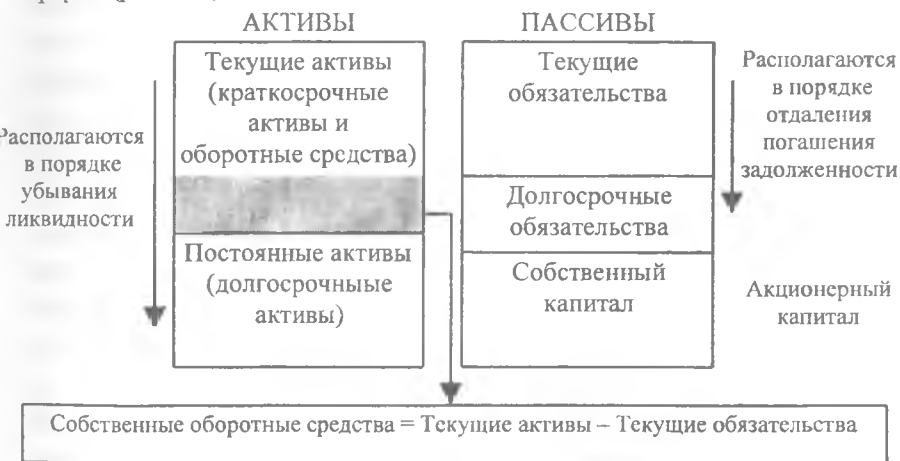 АКТИВЫ
ПАССИВЫ
Текущие активы
(краткосрочные
активы и
оборотные средства)
Располагаются
в порядке
убывания
ликвидности
Постоянные активы
(долгосрочныые
активы)
Текущие
обязательства
Долгосрочные
обязательства
Собственный
капитал
Располагаются
в порядке
отдаления
погашения
задолженности
Акционерный
капитал
Собственные оборотные средства = Текущие активы – Текущие обязательства